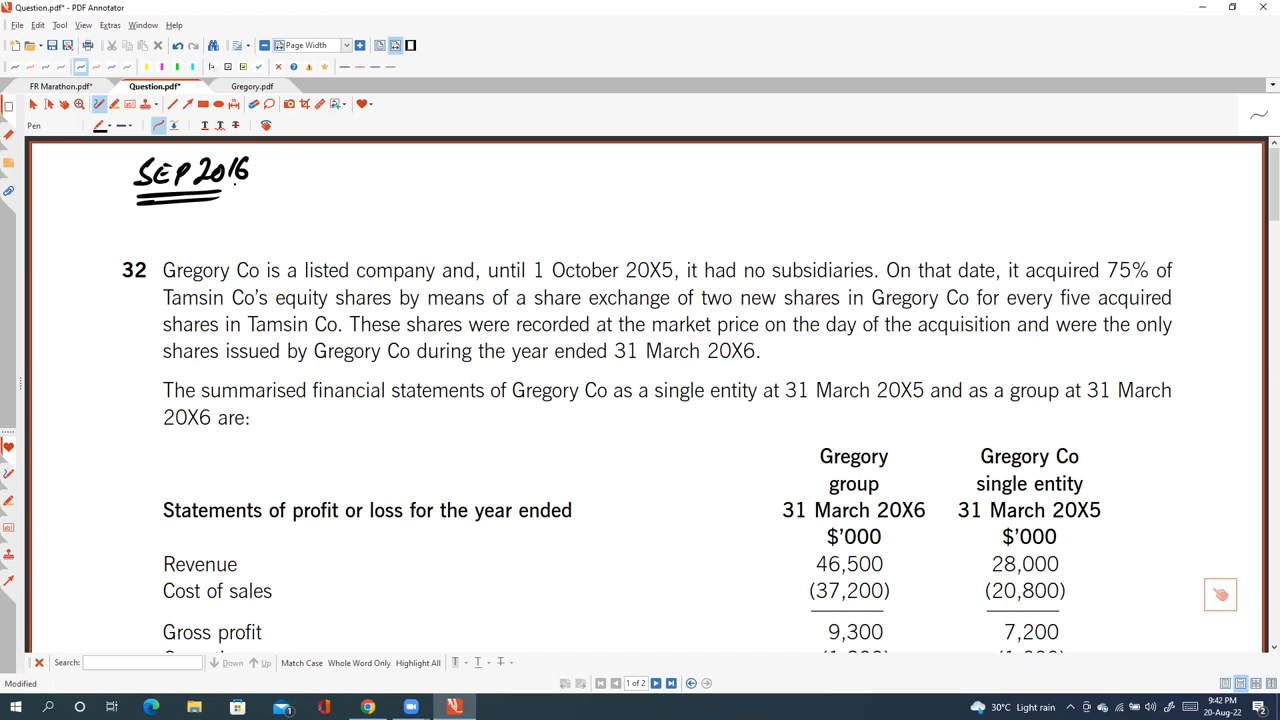 Question.pdf* - PDF Annotator
File Edit Tool View Extras Window Help
Page Width
FR Marathon.pdf* Question.pdf* Gregory.pdf
Pen
SEP 2016
32 Gregory Co is a listed company and, until 1 October 20X5, it had no subsidiaries. On that date, it acquired 75% of
Tamsin Co's equity shares by means of a share exchange of two new shares in Gregory Co for every five acquired
shares in Tamsin Co. These shares were recorded at the market price on the day of the acquisition and were the only
shares issued by Gregory Co during the year ended 31 March 20X6.
The summarised financial statements of Gregory Co as a single entity at 31 March 20X5 and as a group at 31 March
20X6 are:
Gregory Gregory Co
group single entity
Statements of profit or loss for the year ended 31 March 20X6 31 March 20X5
$'000 $'000
Revenue 46,500 28,000
Cost of sales (37,200) (20,800)
Gross profit 9,300 7,200
Search: Down Up Match Case Whole Word Only Highlight All
Modified 1 of 2
30°C Light rain 9:42 PM
20-Aug-22